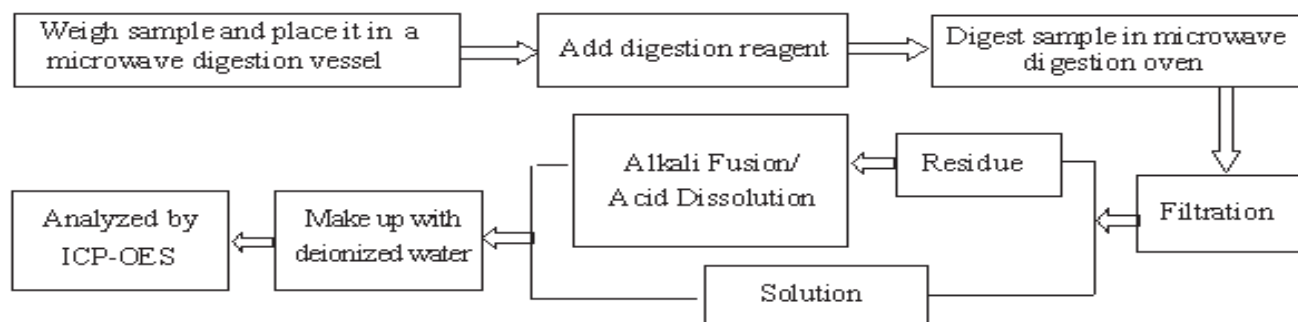 Weigh sample and place it in a
microwave digestion vessel
Add digestion reagent
Digest sample in microwave
digestion oven
Filtration
Residue
Alkali Fusion/
Acid Dissolution
Solution
Make up with
deionized water
Analyzed by
ICP-OES